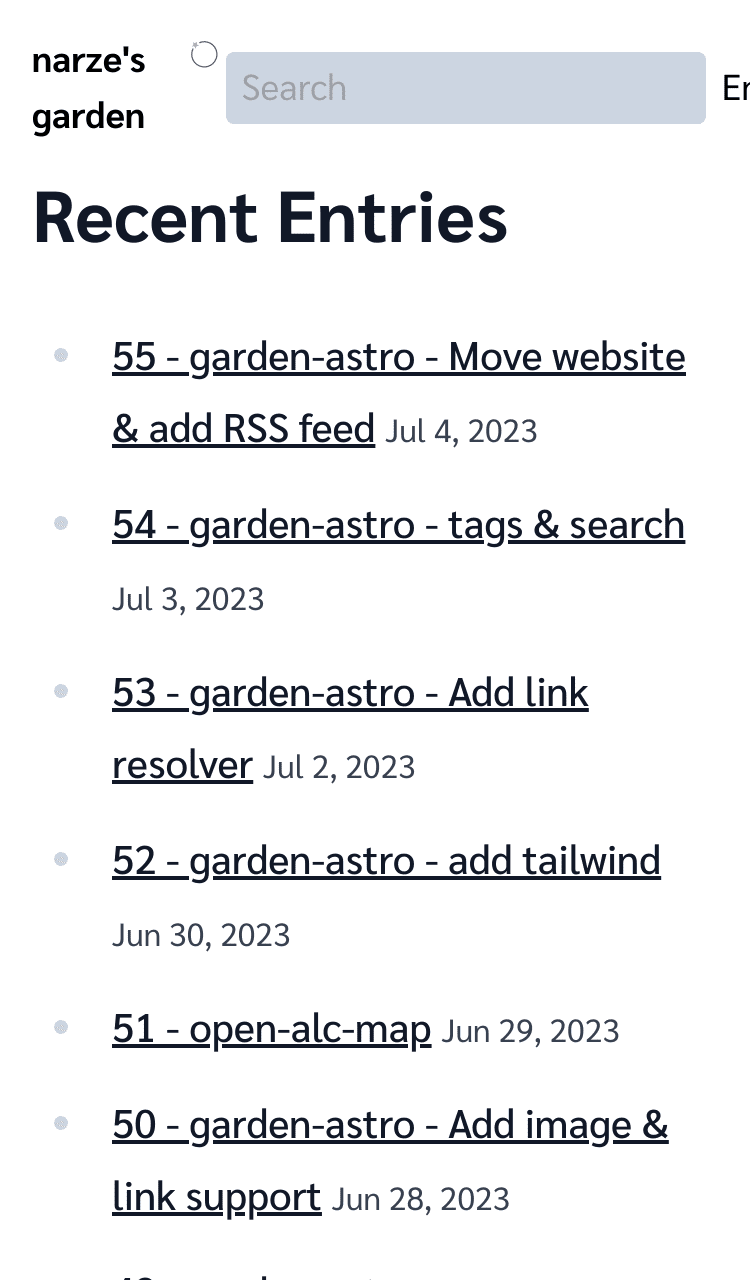 narze's
garden
Search
Recent Entries
55 - garden-astro - Move website
& add RSS feed Jul 4, 2023
54 - garden-astro - tags & search
Jul 3, 2023
53 - garden-astro - Add link
resolver Jul 2, 2023
52 - garden-astro - add tailwind
Jun 30, 2023
51 - open-alc-map Jun 29, 2023
50 - garden-astro - Add image &
link support Jun 28, 2023